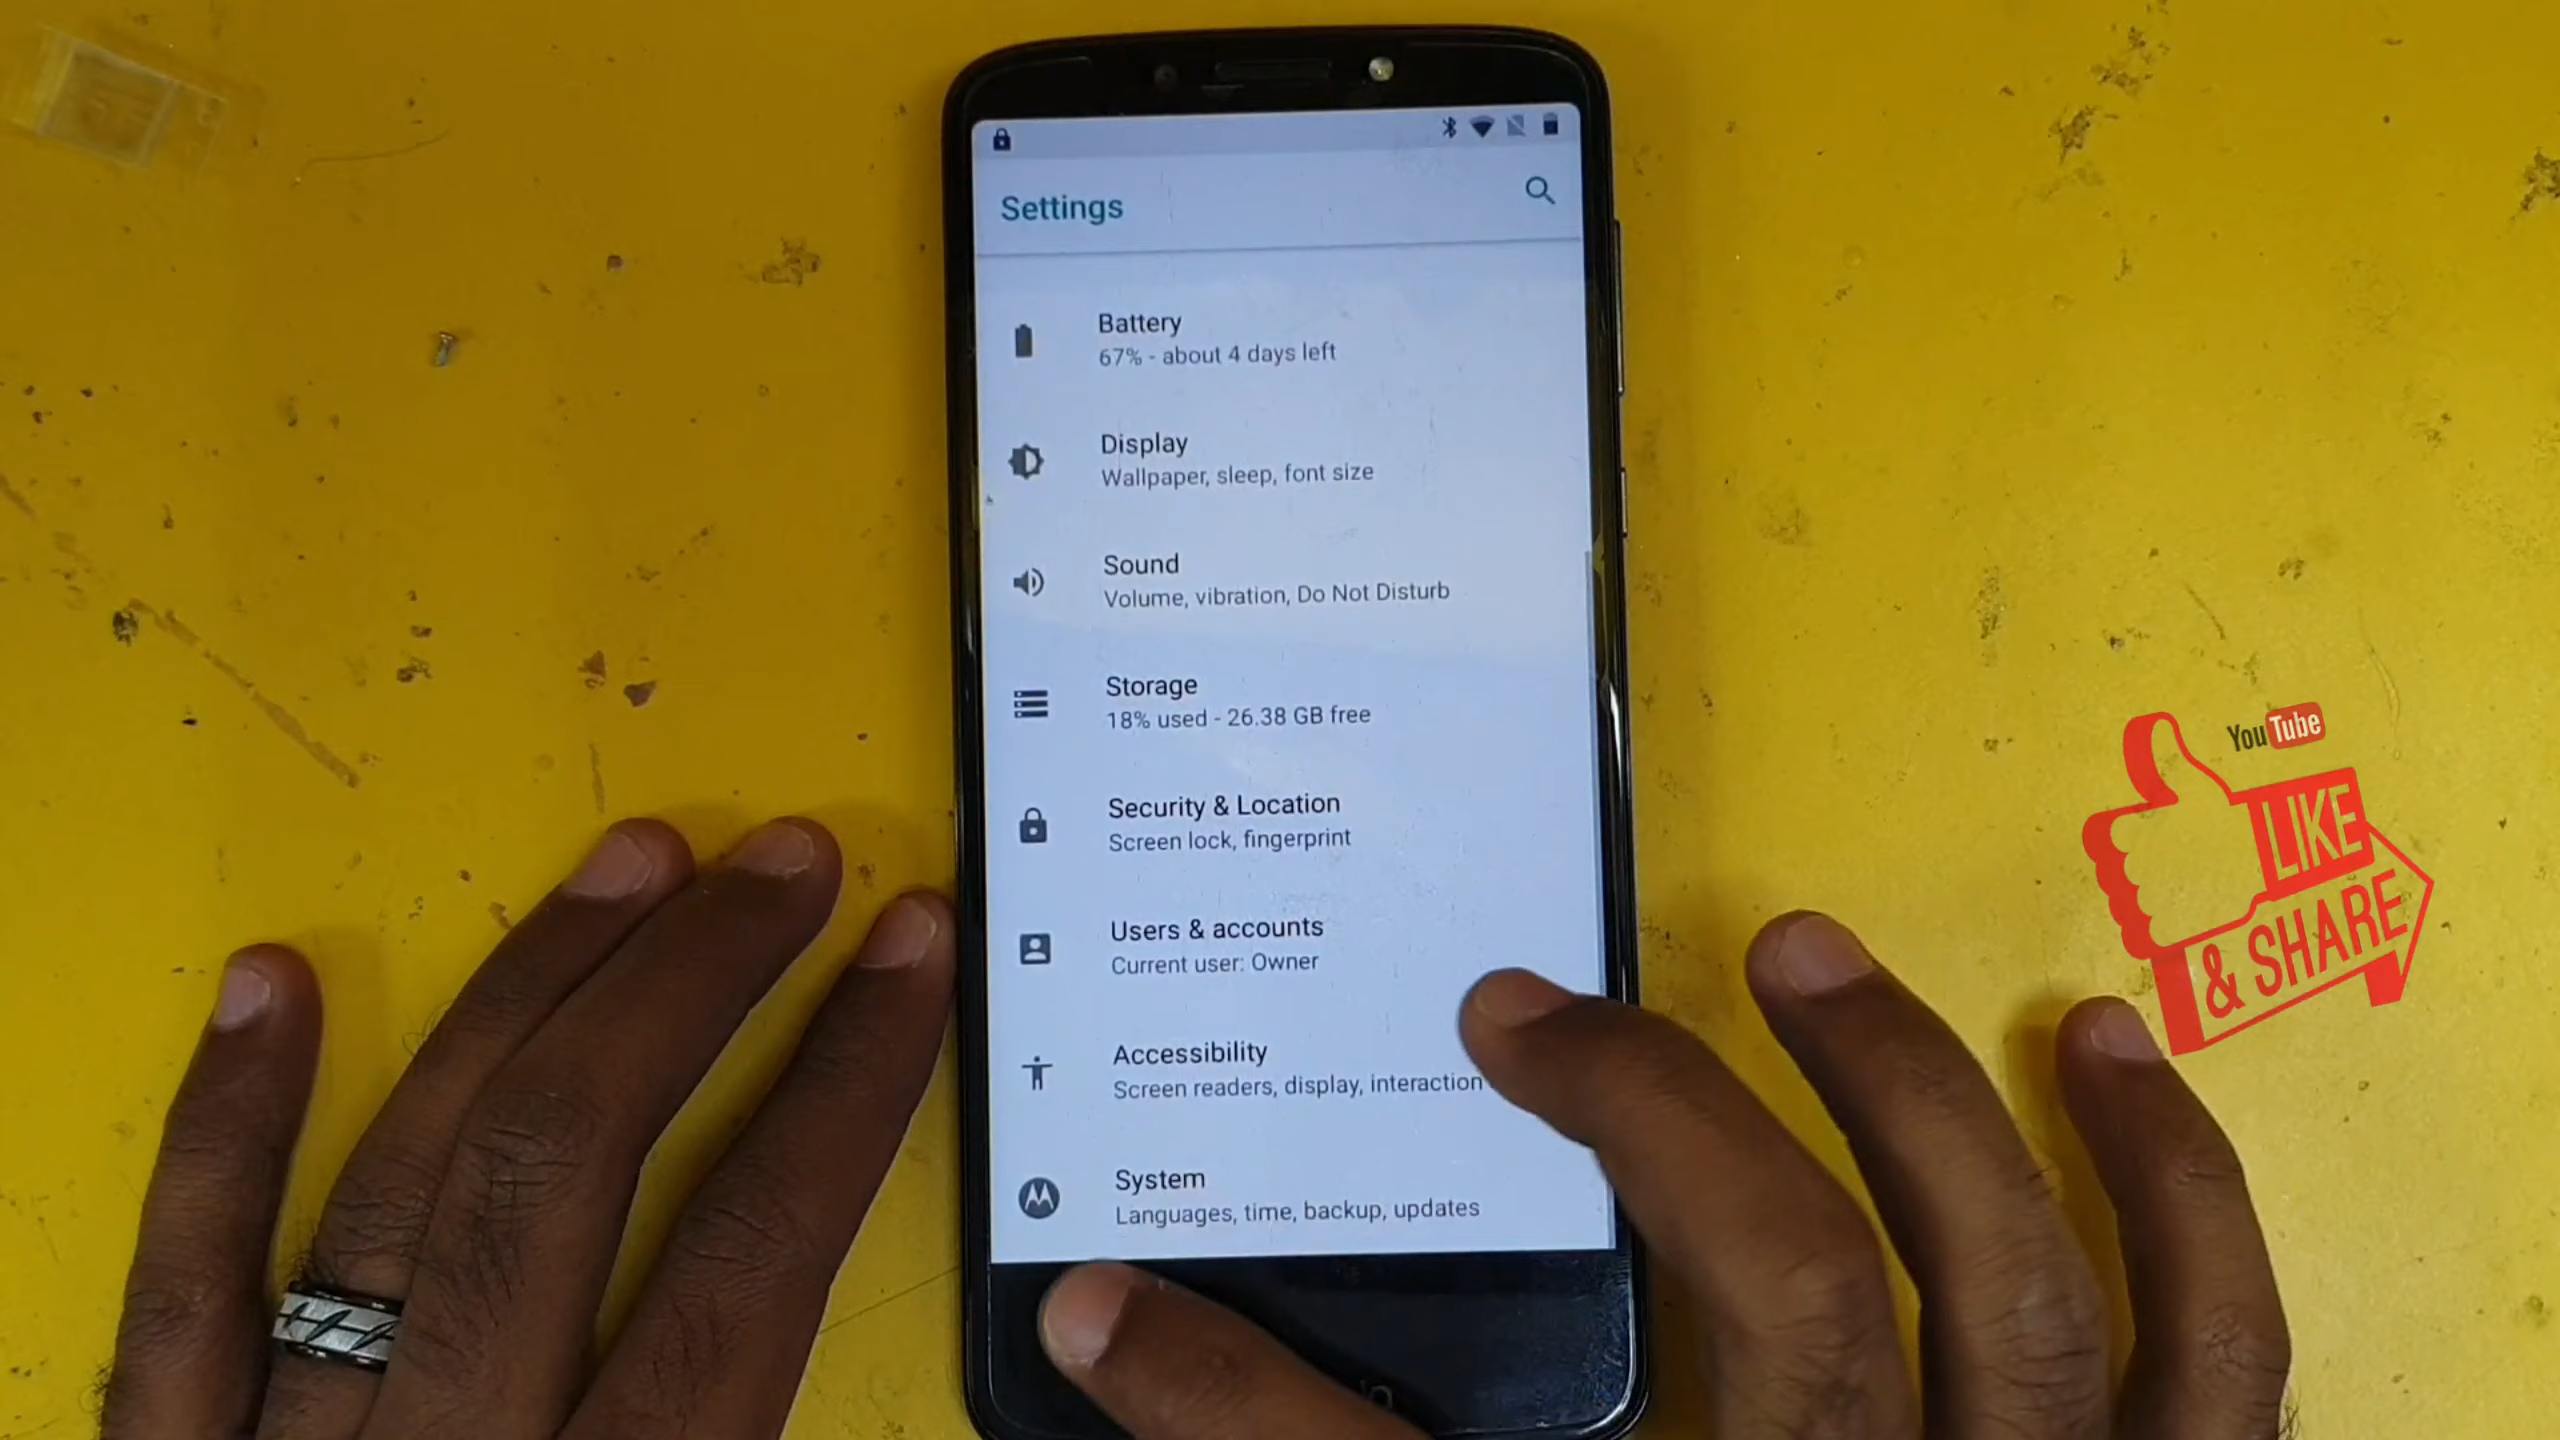 Settings
Battery
67% - about 4 days left
Display
Wallpaper, sleep, font size
Sound
Volume, vibration, Do Not Disturb
Storage
18% used - 26.38 GB free
Security & Location
Screen lock, fingerprint
Users & accounts
Current user: Owner
Accessibility
Screen readers, display, interaction
System
Languages, time, backup, updates
YouTube
LIKE
& SHARE